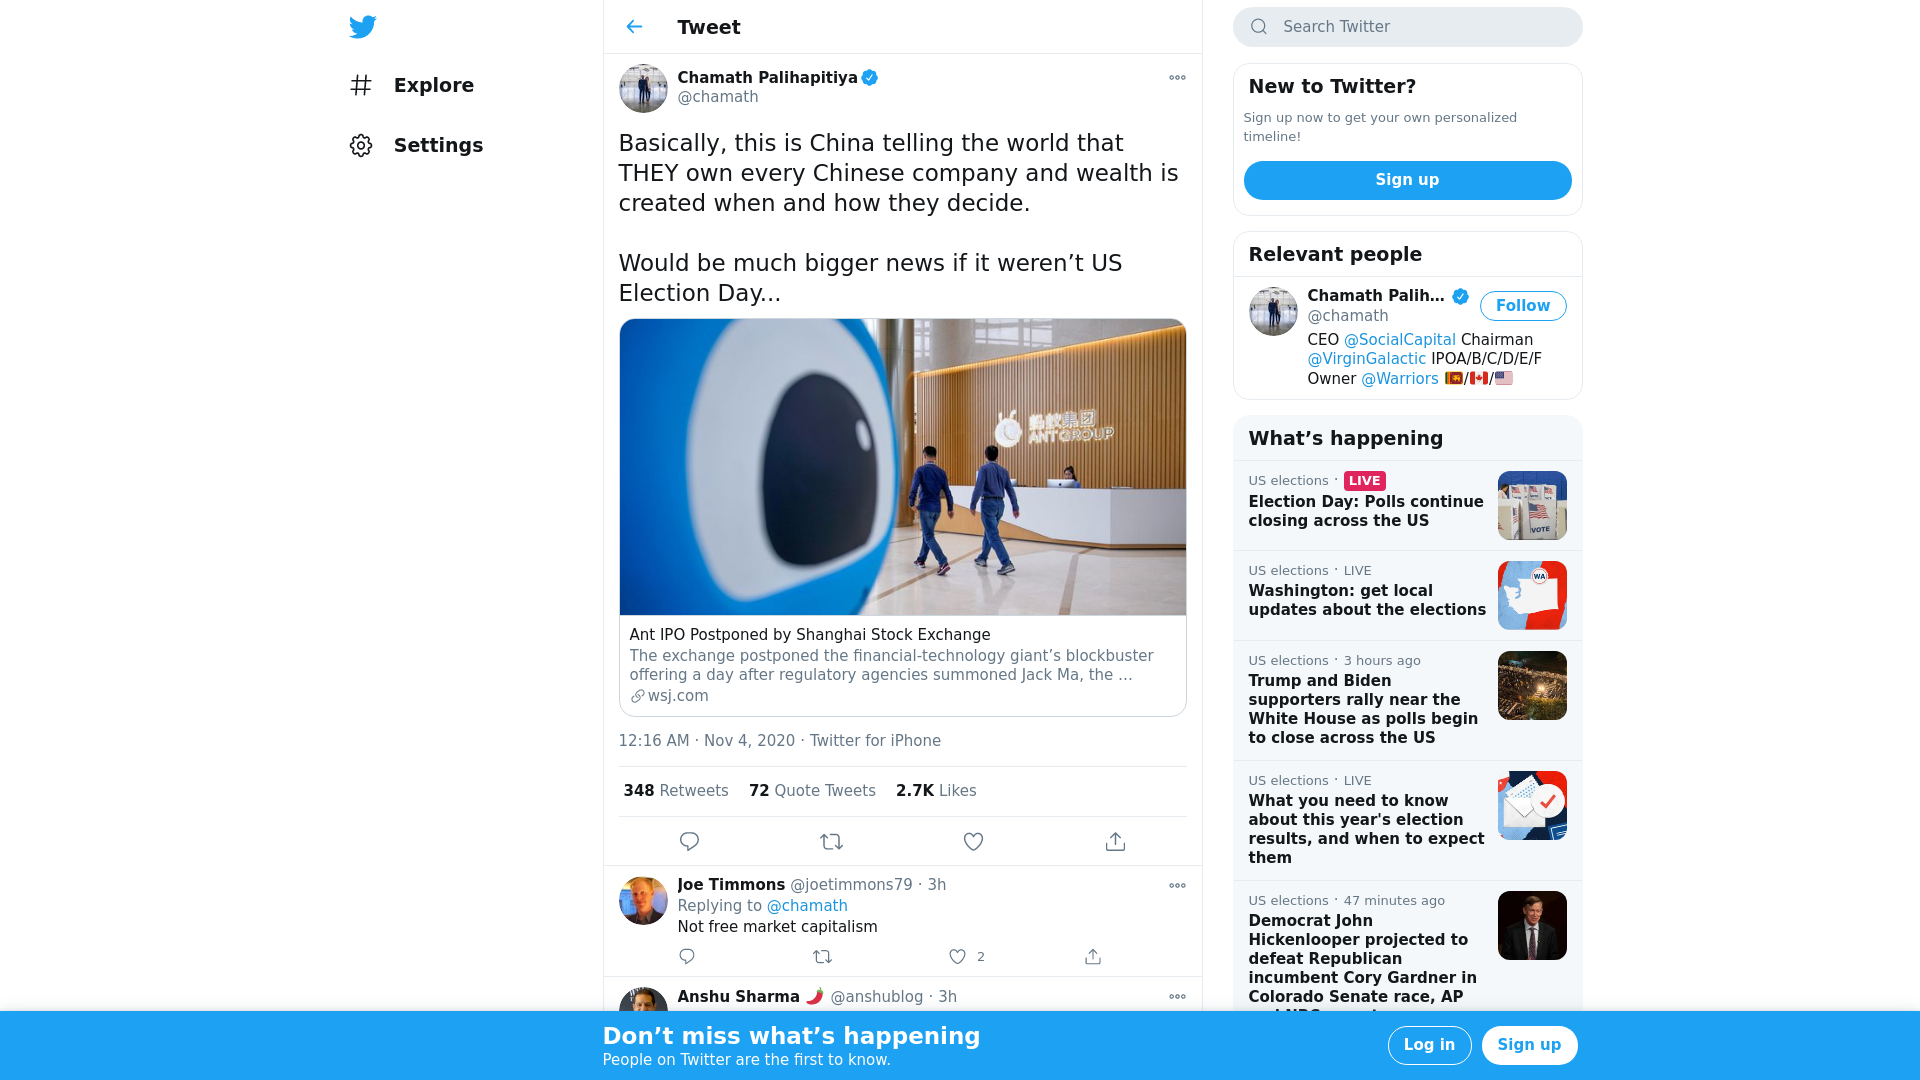 Explore
Settings
Tweet
Chamath Palihapitiya
@chamath
Basically, this is China telling the world that
THEY own every Chinese company and wealth is
created when and how they decide.
Would be much bigger news if it weren’t US
Election Day...
蚂蚁集团
ANT GROUP
Ant IPO Postponed by Shanghai Stock Exchange
The exchange postponed the financial-technology giant’s blockbuster
offering a day after regulatory agencies summoned Jack Ma, the …
wsj.com
12:16 AM · Nov 4, 2020 · Twitter for iPhone
348 Retweets 72 Quote Tweets 2.7K Likes
Joe Timmons @joetimmons79 · 3h
Replying to @chamath
Not free market capitalism
2
Anshu Sharma 🌶️ @anshublog · 3h
Search Twitter
New to Twitter?
Sign up now to get your own personalized
timeline!
Sign up
Relevant people
Chamath Palih...
@chamath
Follow
CEO @SocialCapital Chairman
@VirginGalactic IPOA/B/C/D/E/F
Owner @Warriors 🇱🇰/🇨🇦/🇺🇸
What’s happening
US elections · LIVE
Election Day: Polls continue
closing across the US
VOTE
US elections · LIVE
Washington: get local
updates about the elections
WA
US elections · 3 hours ago
Trump and Biden
supporters rally near the
White House as polls begin
to close across the US
US elections · LIVE
What you need to know
about this year's election
results, and when to expect
them
US elections · 47 minutes ago
Democrat John
Hickenlooper projected to
defeat Republican
incumbent Cory Gardner in
Colorado Senate race, AP
Don’t miss what’s happening
People on Twitter are the first to know.
Log in
Sign up